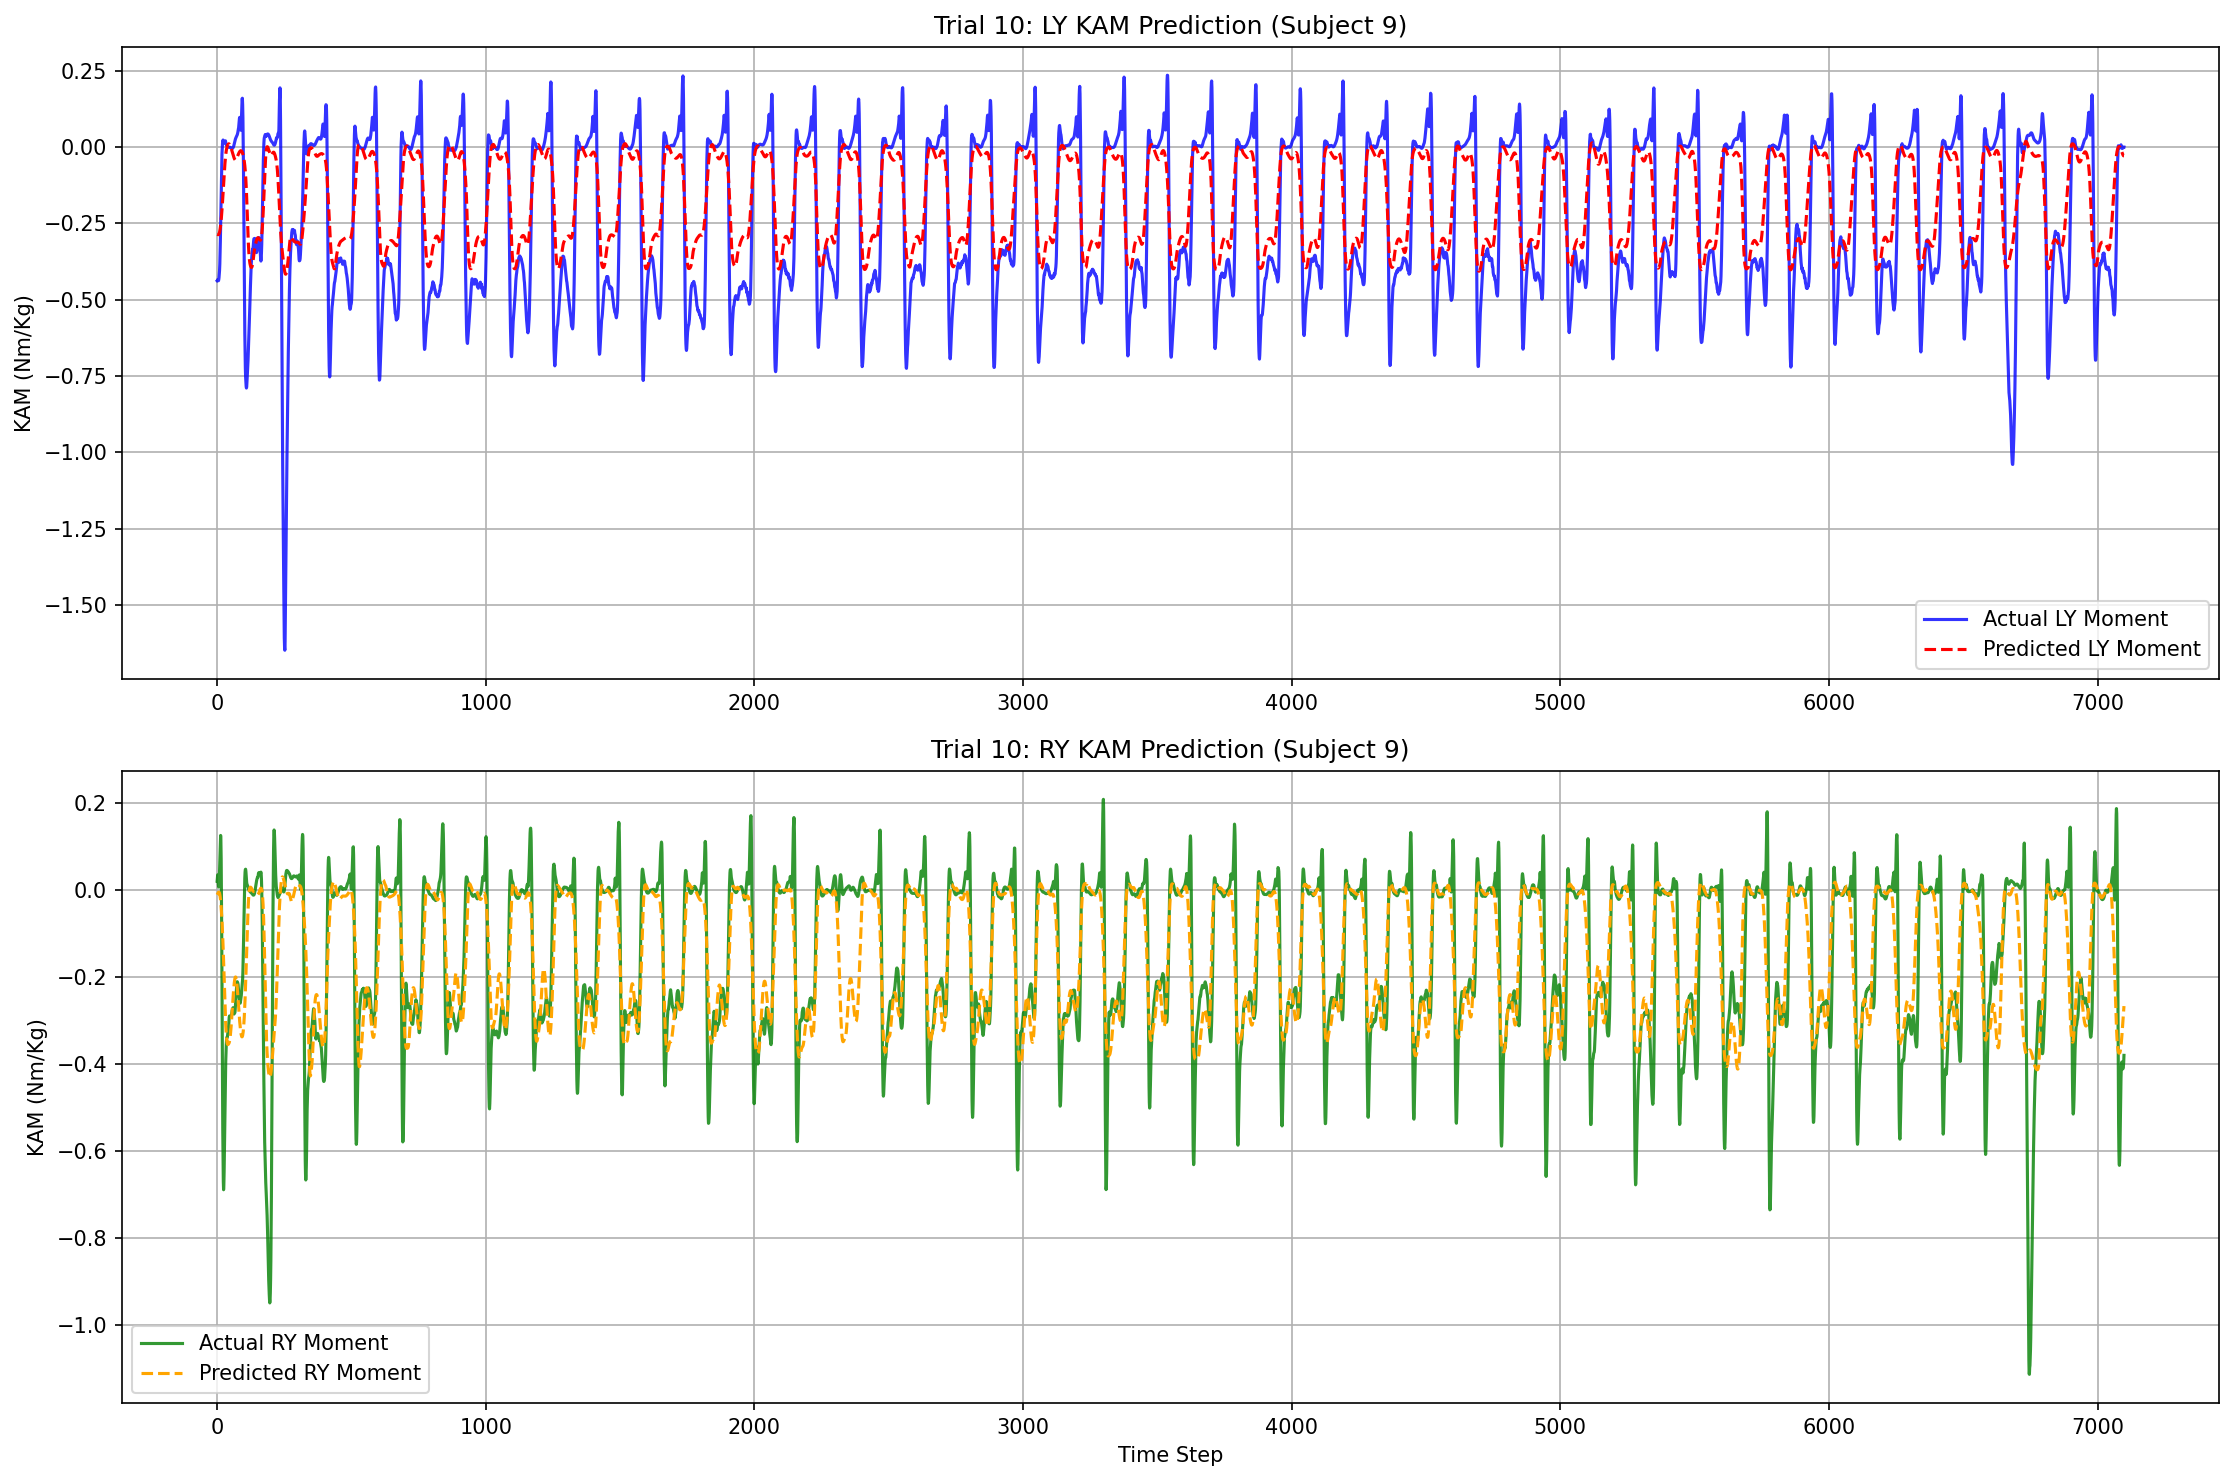 Trial 10: LY KAM Prediction (Subject 9)
0.25
0.00
−0.25
−0.50
−0.75
−1.00
−1.25
−1.50
KAM (Nm/Kg)
Actual LY Moment
Predicted LY Moment
0 1000 2000 3000 4000 5000 6000 7000
Trial 10: RY KAM Prediction (Subject 9)
0.2
0.0
−0.2
−0.4
−0.6
−0.8
−1.0
KAM (Nm/Kg)
Actual RY Moment
Predicted RY Moment
0 1000 2000 3000 4000 5000 6000 7000
Time Step